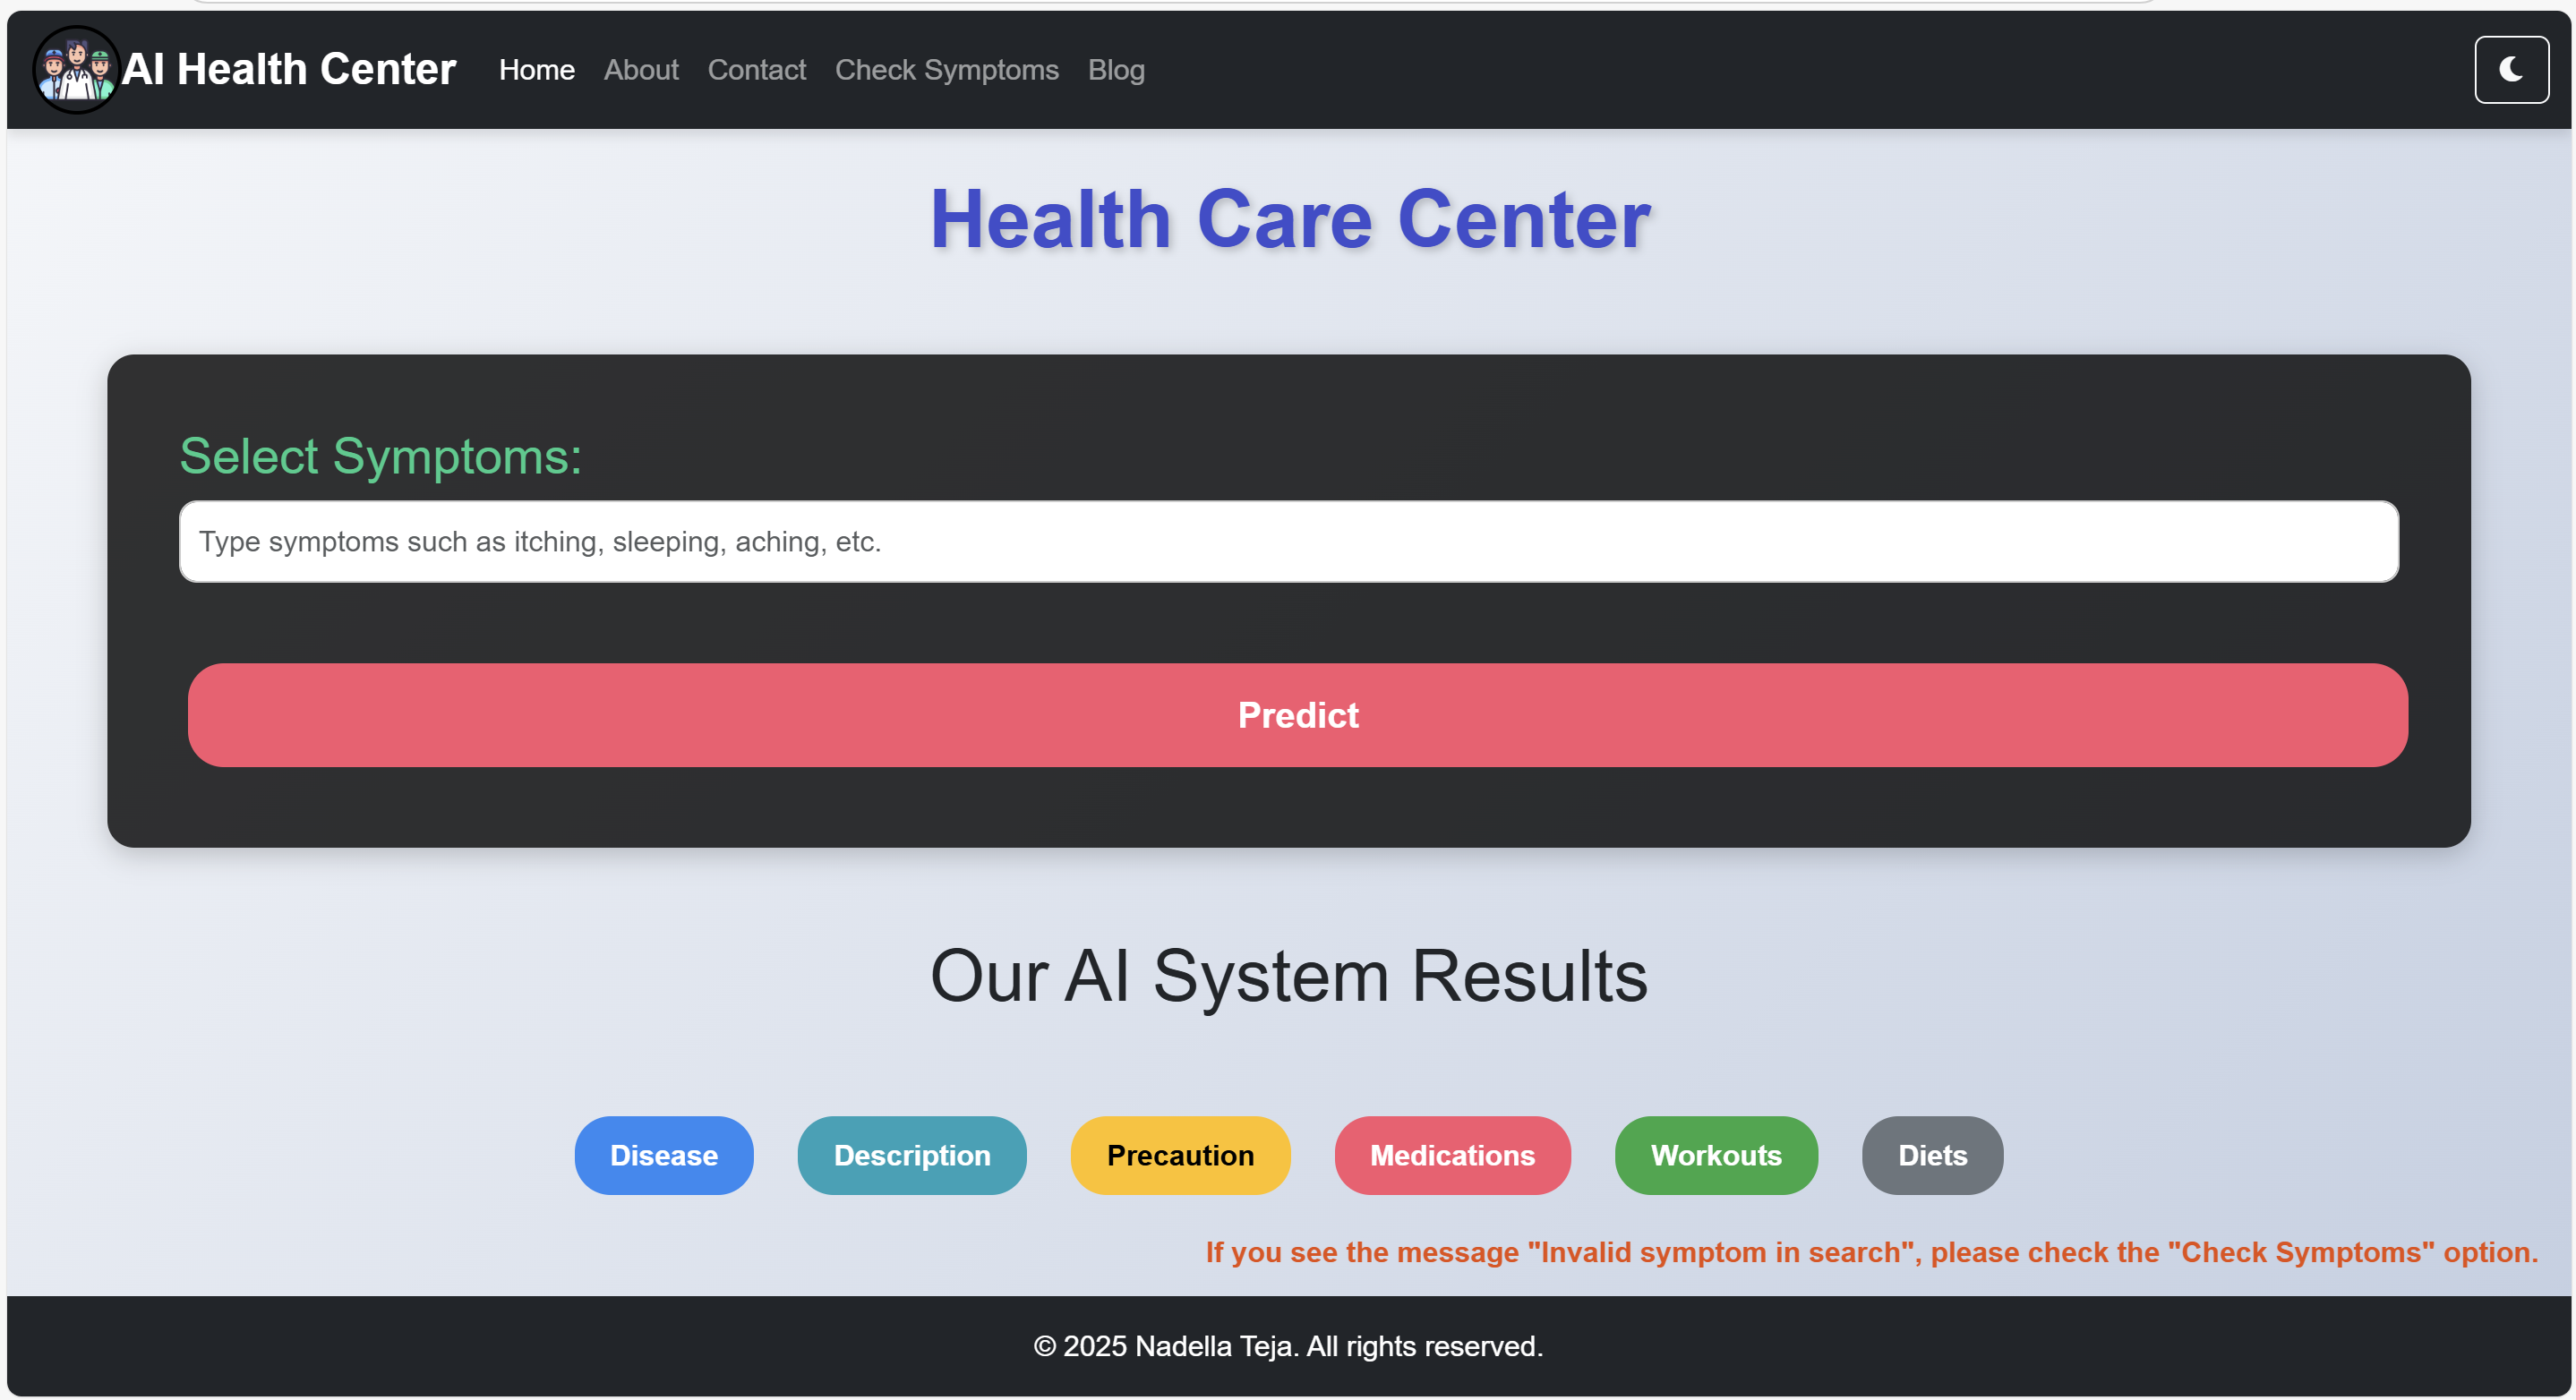 AI Health Center Home About Contact Check Symptoms Blog
Health Care Center
Select Symptoms:
Type symptoms such as itching, sleeping, aching, etc.
Predict
Our AI System Results
Disease Description Precaution Medications Workouts Diets
If you see the message "Invalid symptom in search", please check the "Check Symptoms" option.
© 2025 Nadella Teja. All rights reserved.